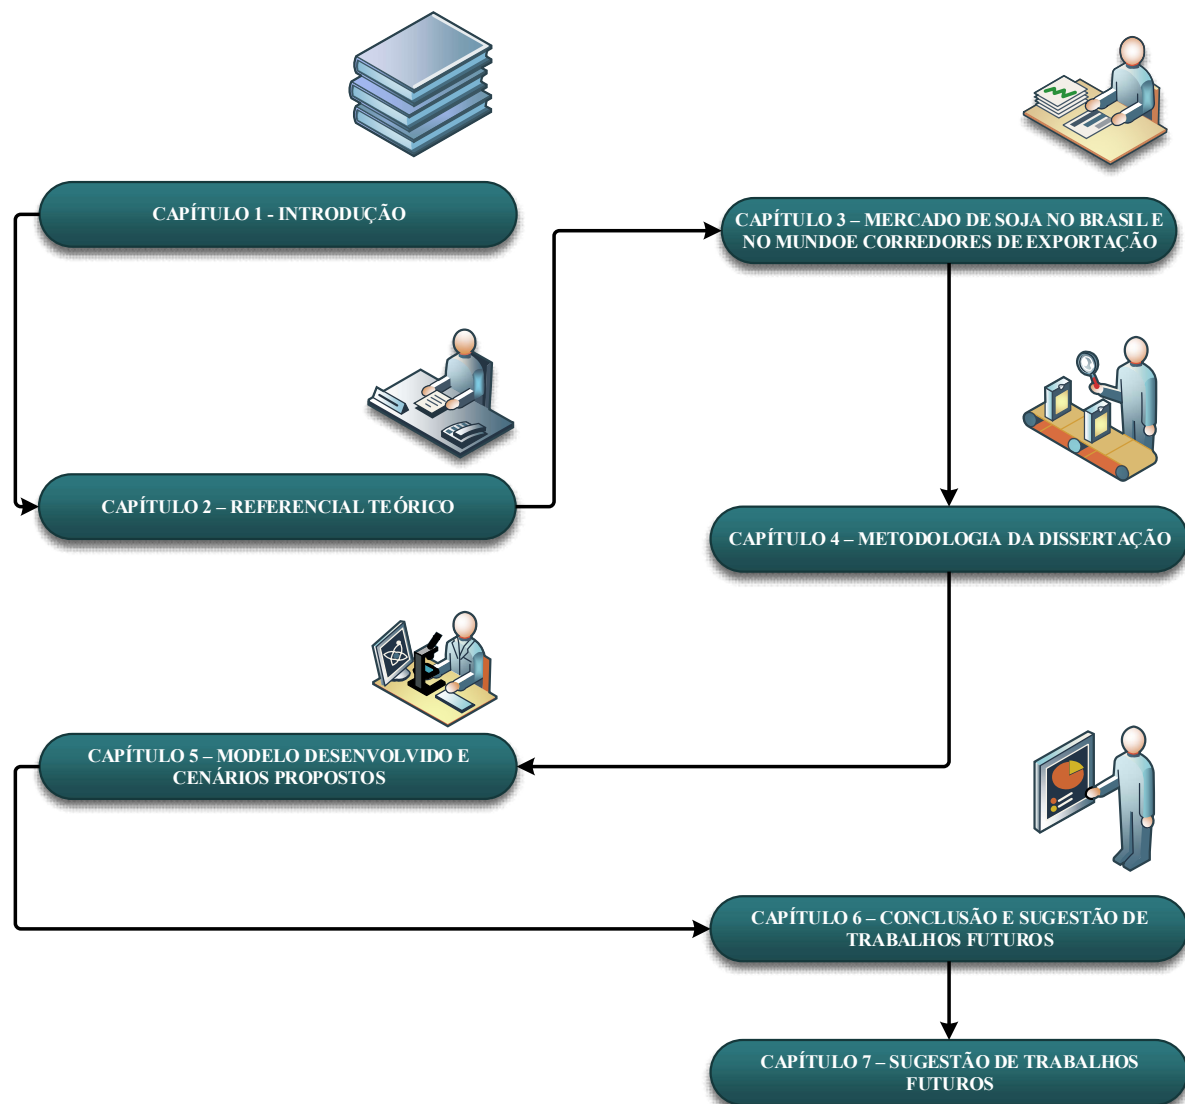 CAPÍTULO 1 - INTRODUÇÃO
CAPÍTULO 2 – REFERENCIAL TEÓRICO
CAPÍTULO 3 – MERCADO DE SOJA NO BRASIL E
NO MUNDOE CORREDORES DE EXPORTAÇÃO
CAPÍTULO 4 – METODOLOGIA DA DISSERTAÇÃO
CAPÍTULO 5 – MODELO DESENVOLVIDO E
CENÁRIOS PROPOSTOS
CAPÍTULO 6 – CONCLUSÃO E SUGESTÃO DE
TRABALHOS FUTUROS
CAPÍTULO 7 – SUGESTÃO DE TRABALHOS
FUTUROS